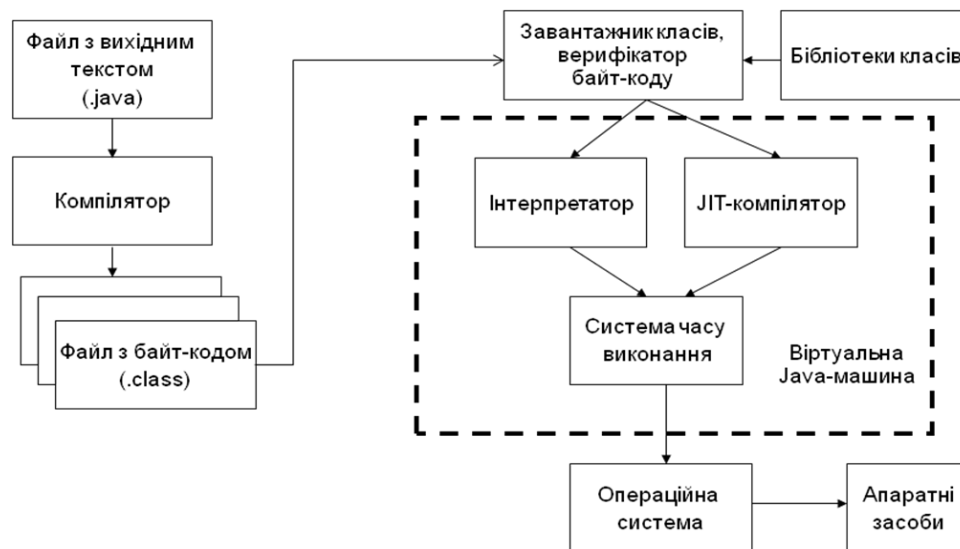 Файл з вихідним
текстом
(.java)
Компілятор
Файл з байт-кодом
(.class)
Завантажник класів,
верифікатор
байт-коду
Бібліотеки класів
Інтерпретатор
JIT-компілятор
Система часу
виконання
Віртуальна
Java-машина
Операційна
система
Апаратні
засоби